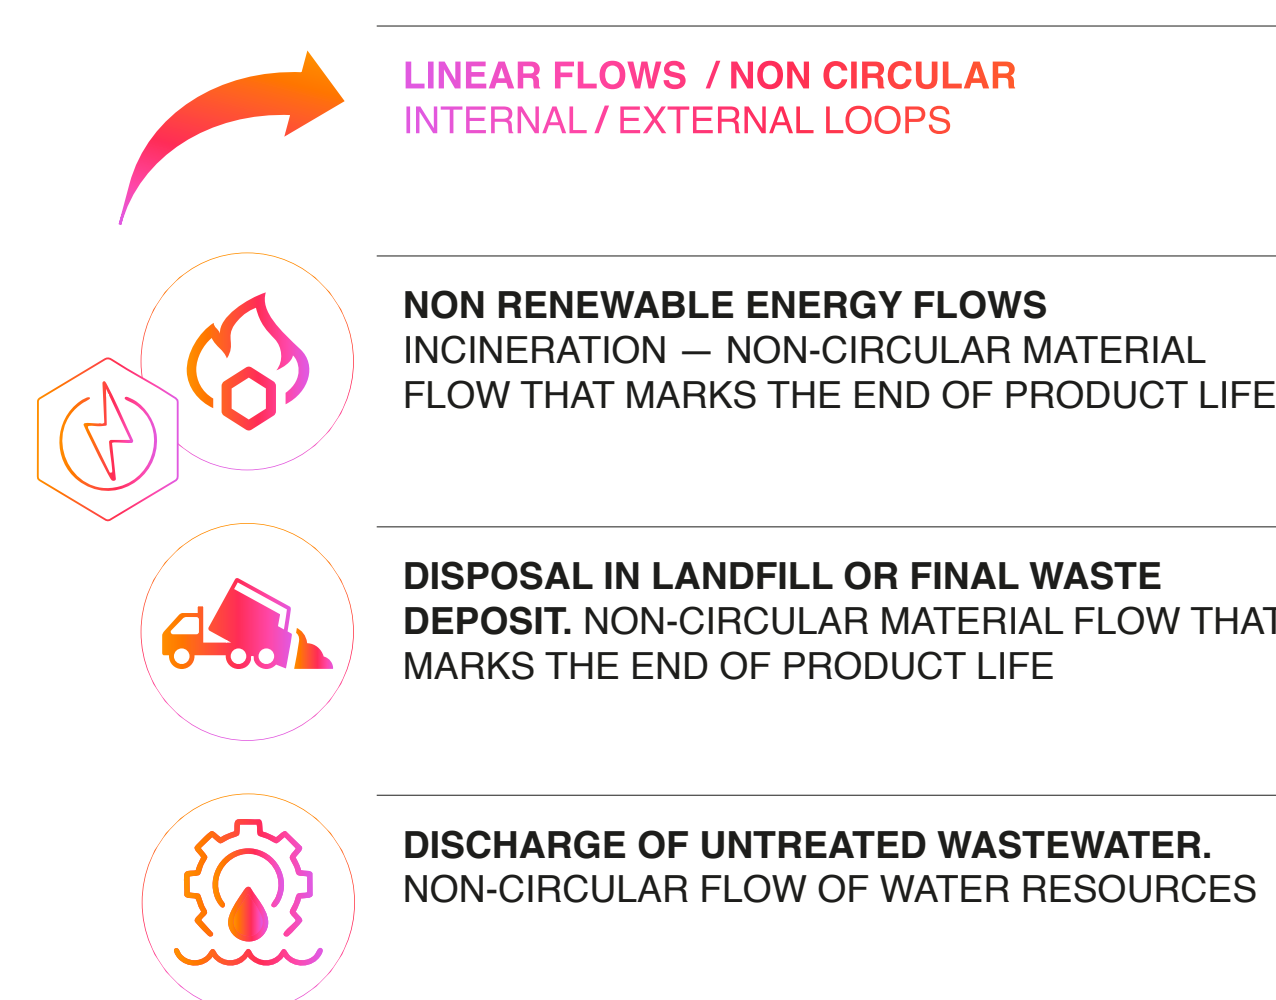 LINEAR FLOWS / NON CIRCULAR
INTERNAL / EXTERNAL LOOPS
NON RENEWABLE ENERGY FLOWS
INCINERATION — NON-CIRCULAR MATERIAL
FLOW THAT MARKS THE END OF PRODUCT LIFE
DISPOSAL IN LANDFILL OR FINAL WASTE
DEPOSIT. NON-CIRCULAR MATERIAL FLOW THAT
MARKS THE END OF PRODUCT LIFE
DISCHARGE OF UNTREATED WASTEWATER.
NON-CIRCULAR FLOW OF WATER RESOURCES